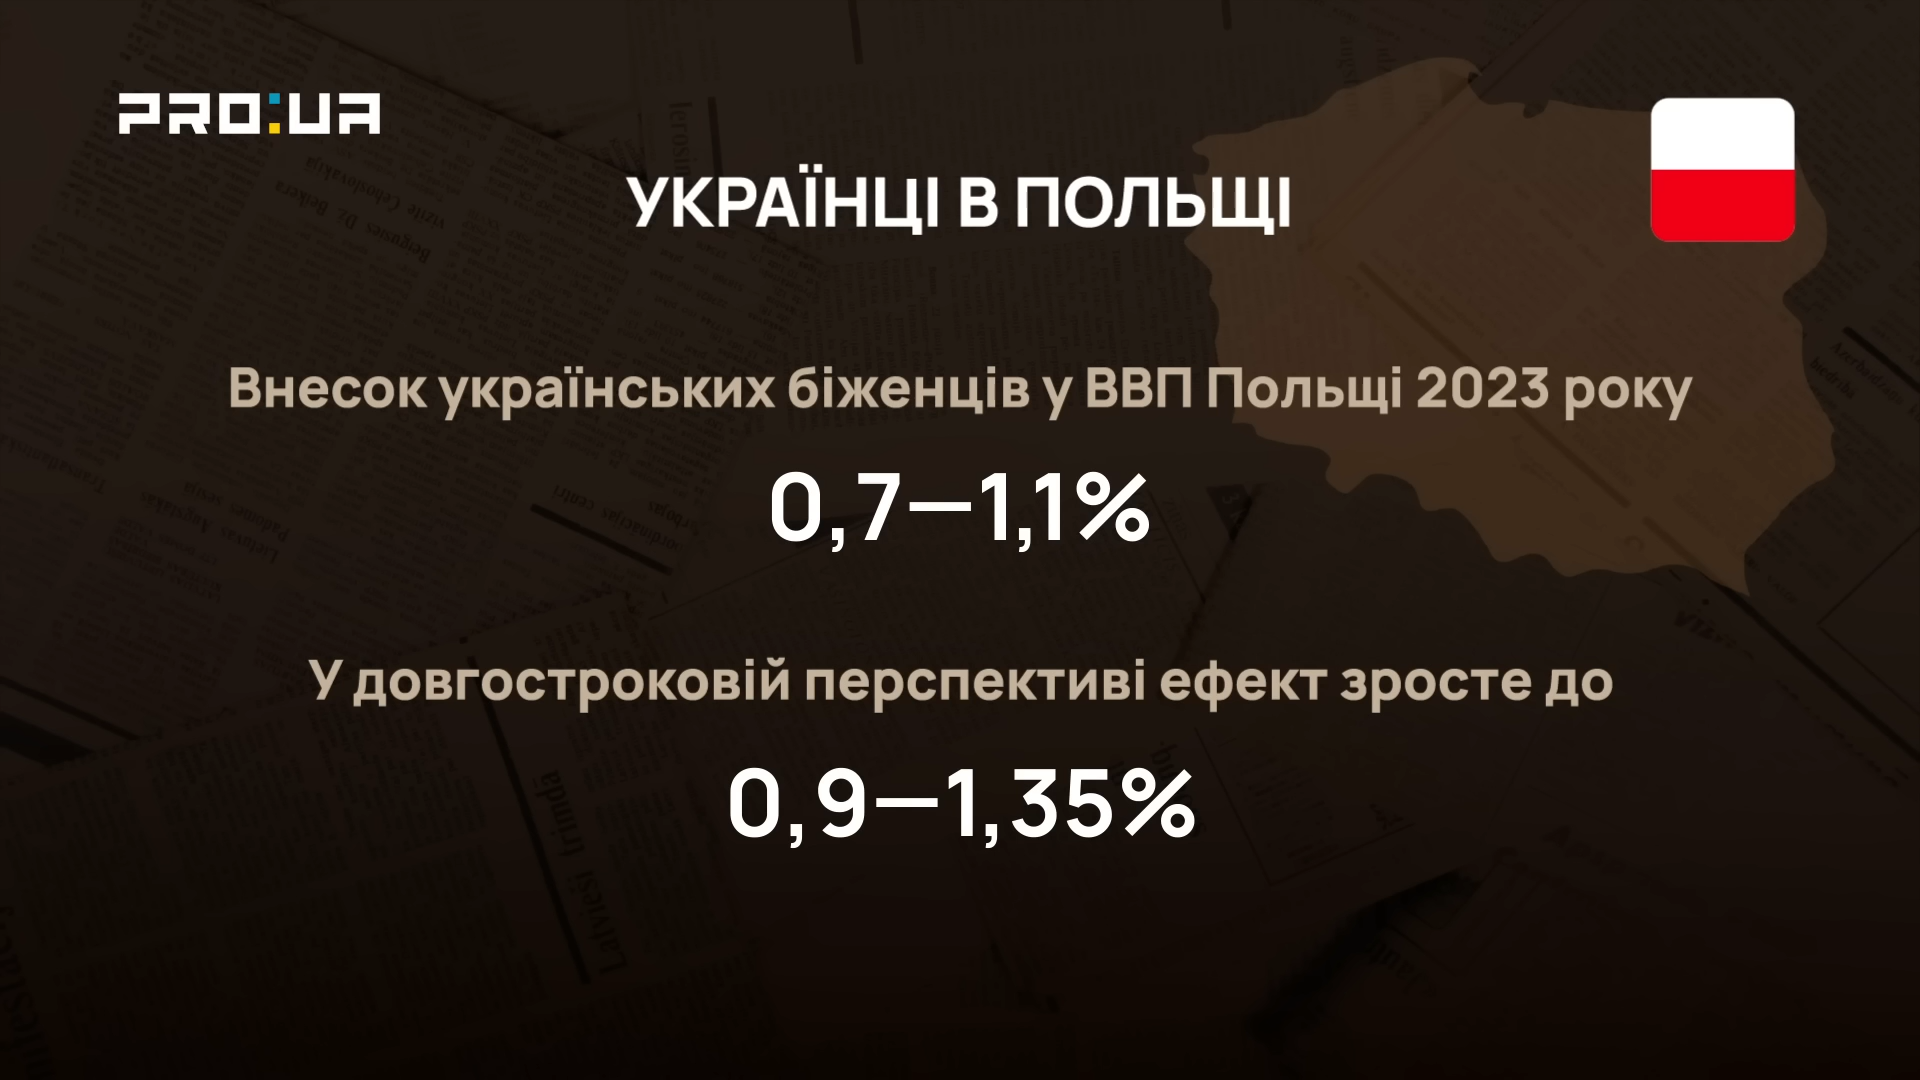 PRO:UA
УКРАЇНЦІ В ПОЛЬЩІ
Внесок українських біженців у ВВП Польщі 2023 року
0,7—1,1%
У довгостроковій перспективі ефект зросте до
0,9—1,35%